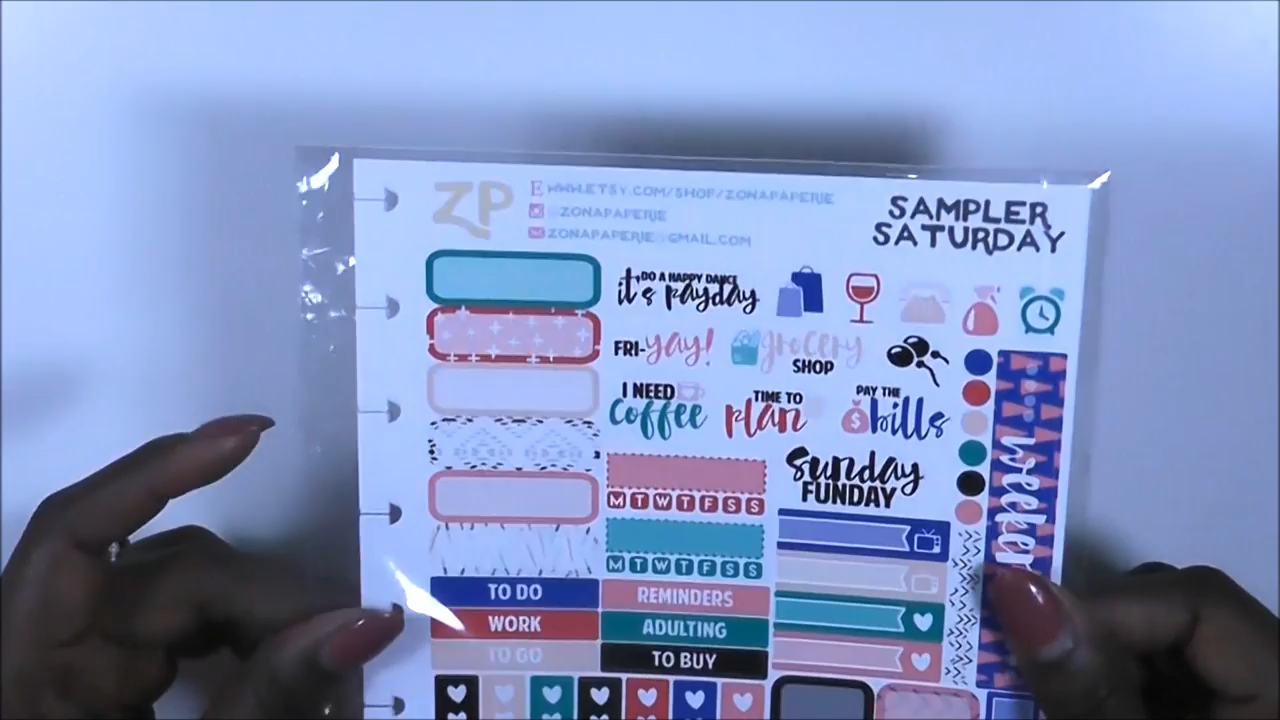 ZP
WWW.ETSY.COM/SHOP/ZONAPAPERIE
@ZONAPAPERIE
ZONAPAPERIE@GMAIL.COM
SAMPLER
SATURDAY
DO A HAPPY DANCE
it's payday
FRI-yay!
grocery
SHOP
I NEED
coffee
TIME TO
plan
PAY THE
$ bills
Sunday
FUNDAY
M T W T F S S
M T W T F S S
TO DO
WORK
TO GO
REMINDERS
ADULTING
TO BUY